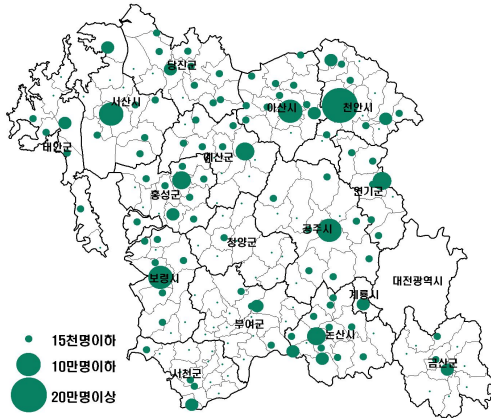 당진군
서산시
아산시
천안시
태안군
예산군
홍성군
연기군
공주시
청양군
보령시
대전광역시
계룡시
부여군
논산시
서천군
금산군
15천명이하
10만명이하
20만명이상